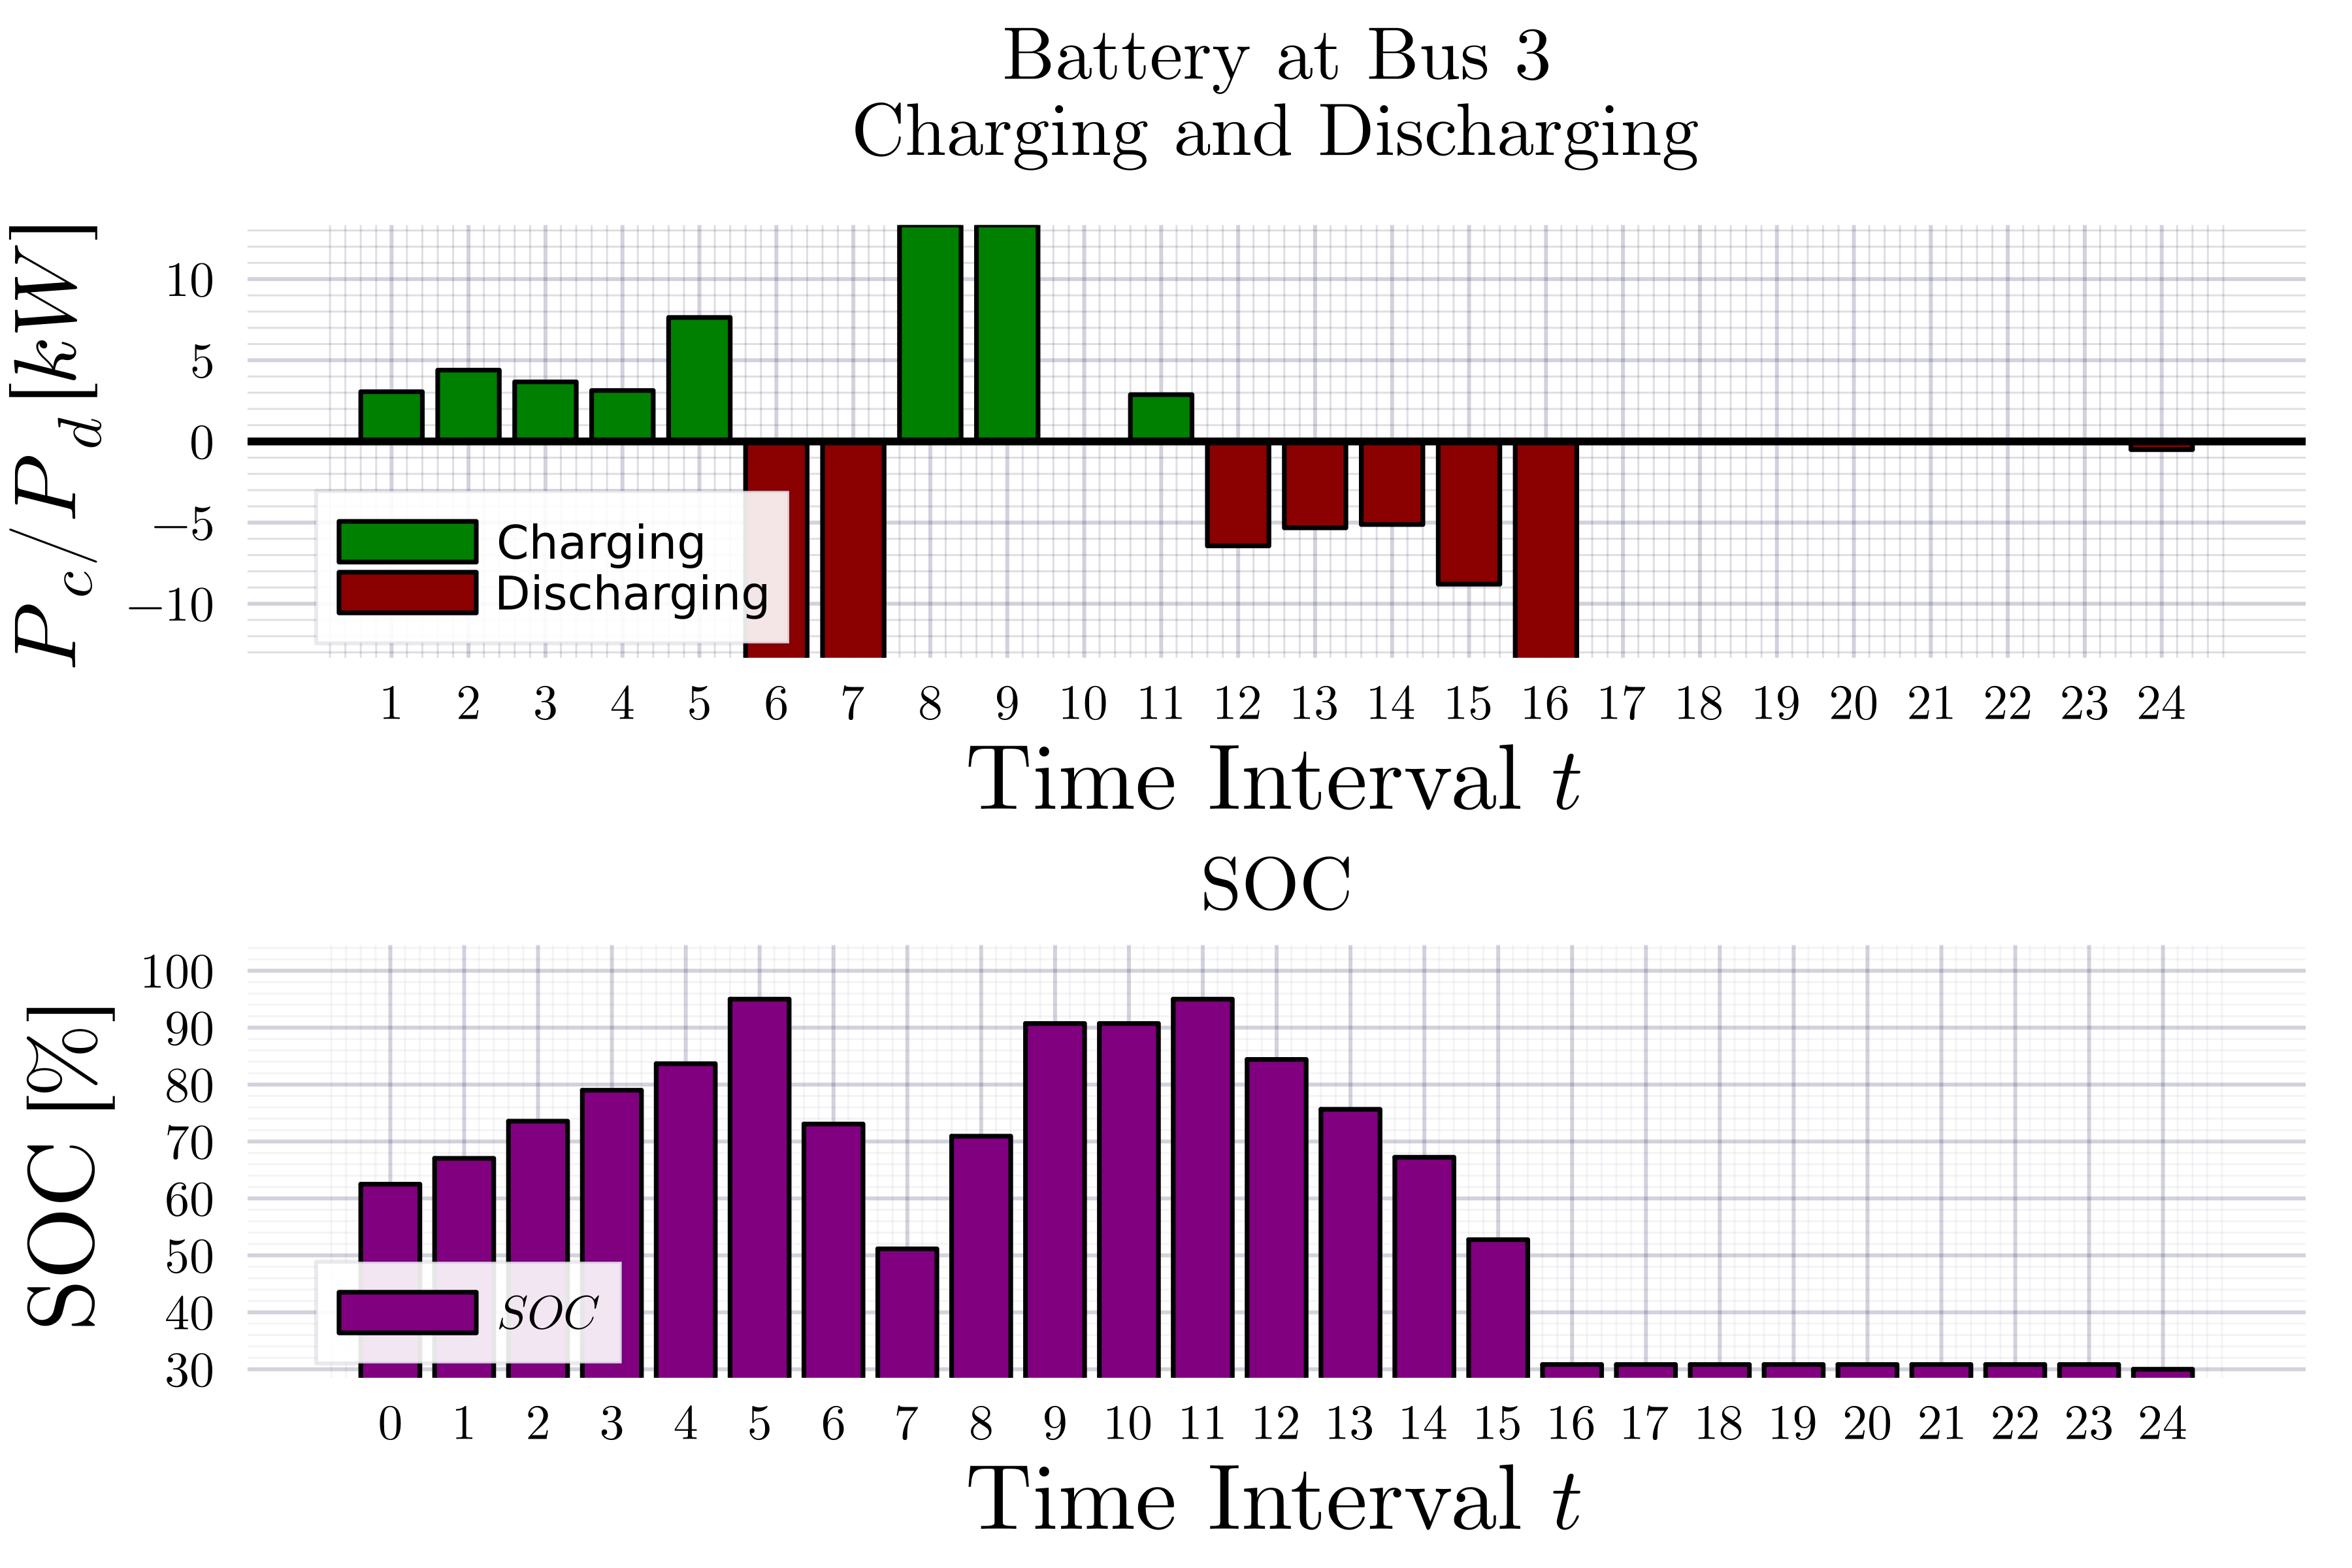 Battery at Bus 3
Charging and Discharging
P_c/P_d [kW]
10
5
0
−5
−10
Charging
Discharging
1 2 3 4 5 6 7 8 9 10 11 12 13 14 15 16 17 18 19 20 21 22 23 24
Time Interval t
SOC
SOC [%]
100
90
80
70
60
50
40
30
SOC
0 1 2 3 4 5 6 7 8 9 10 11 12 13 14 15 16 17 18 19 20 21 22 23 24
Time Interval t